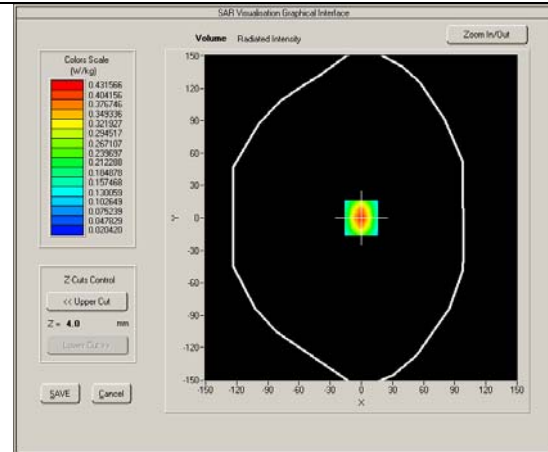 SAR Visualisation Graphical Interface
Volume Radiated Intensity
Zoom In/Out
Colors Scale
(W/kg)
0.431566
0.404156
0.376746
0.349336
0.321927
0.294517
0.267107
0.239697
0.212288
0.184878
0.157468
0.130059
0.102649
0.075239
0.047829
0.020420
Z-Cuts Control
<< Upper Cut
Z = 4.0 mm
Lower Cut >>
SAVE Cancel
150
120
90
60
30
0
-30
-60
-90
-120
-150
Y
-150 -120 -90 -60 -30 0 30 60 90 120 150
X